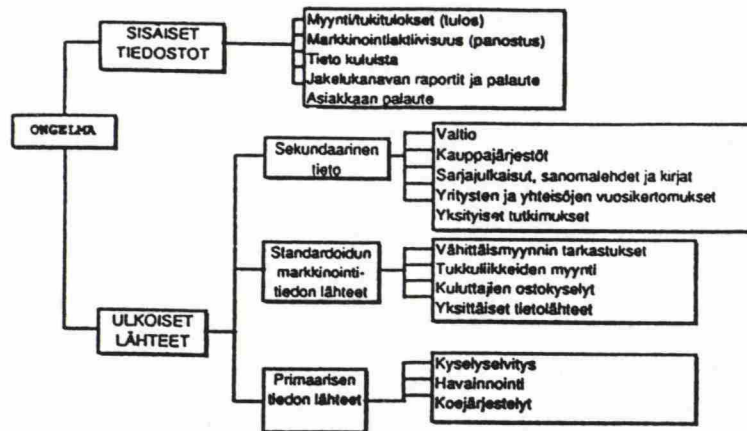 SISÄISET
TIEDOSTOT
Myynti/tukitulokset (tulos)
Markkinointiaktiivisuus (panostus)
Tieto kuluista
Jakelukanavan raportit ja palaute
Asiakkaan palaute
ONGELMA
Sekundaarinen
tieto
Valtio
Kauppajärjestöt
Sarjajulkaisut, sanomalehdet ja kirjat
Yritysten ja yhteisöjen vuosikertomukset
Yksityiset tutkimukset
Standardoidun
markkinointi-
tiedon lähteet
Vähittäismyynnin tarkastukset
Tukkuliikkeiden myynti
Kuluttajien ostokyselyt
Yksittäiset tietolähteet
ULKOISET
LÄHTEET
Primaarisen
tiedon lähteet
Kyselyselvitys
Havainnointi
Koejärjestelyt